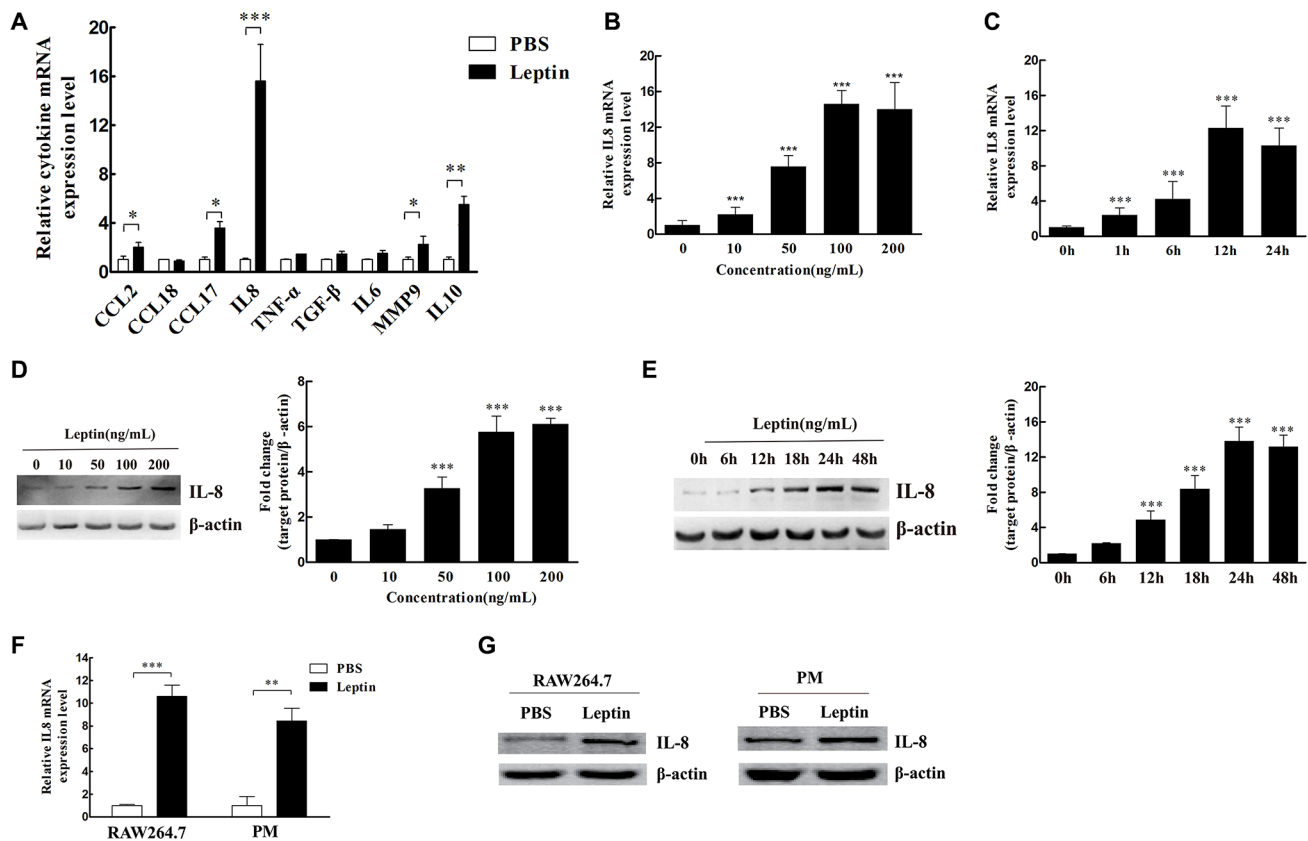 A
Relative cytokine mRNA
expression level
20
16
12
8
4
0
***
*
*
*
**
PBS
Leptin
CCL2
CCL18
CCL17
IL8
TNF-α
TGF-β
IL6
MMP9
IL10
B
Relative IL8 mRNA
expression level
20
16
12
8
4
0
***
***
***
***
0 10 50 100 200
Concentration(ng/mL)
C
Relative IL8 mRNA
expression level
20
16
12
8
4
0
***
***
***
***
0h 1h 6h 12h 24h
D
Leptin(ng/mL)
0 10 50 100 200
IL-8
β-actin
Fold change
(target protein/β -actin)
8
6
4
2
0
***
***
***
0 10 50 100 200
Concentration(ng/mL)
E
Leptin(ng/mL)
0h 6h 12h 18h 24h 48h
IL-8
β-actin
Fold change
(target protein/β -actin)
20
16
12
8
4
0
***
***
***
***
0h 6h 12h 18h 24h 48h
F
Relative IL8 mRNA
expression level
14
12
10
8
6
4
2
0
***
**
PBS
Leptin
RAW264.7 PM
G
RAW264.7
PBS Leptin
IL-8
β-actin
PM
PBS Leptin
IL-8
β-actin